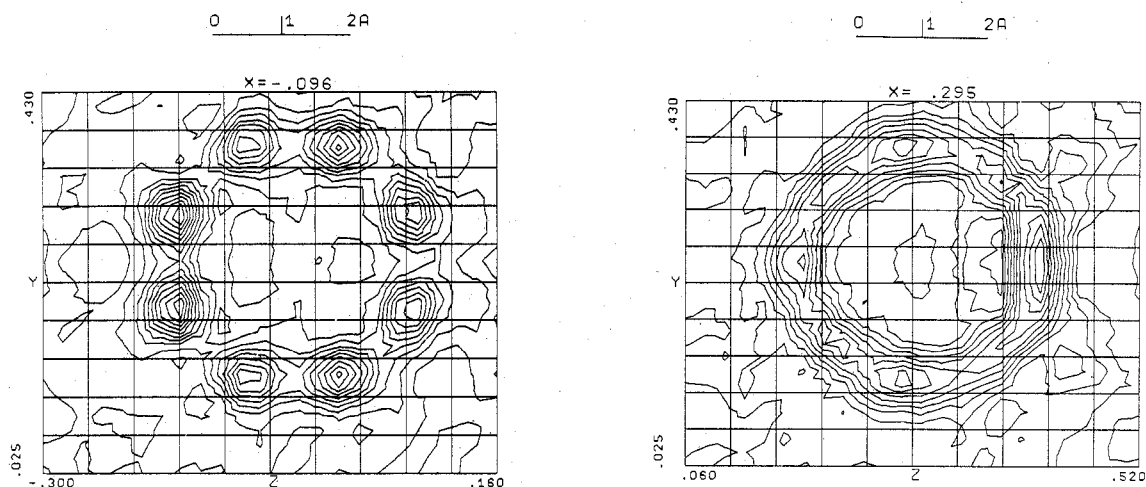 0 1 2A
X=-.096
.430
Y
.025
-.300 Z .160
0 1 2A
X= .295
.430
Y
.025
.060 Z .520